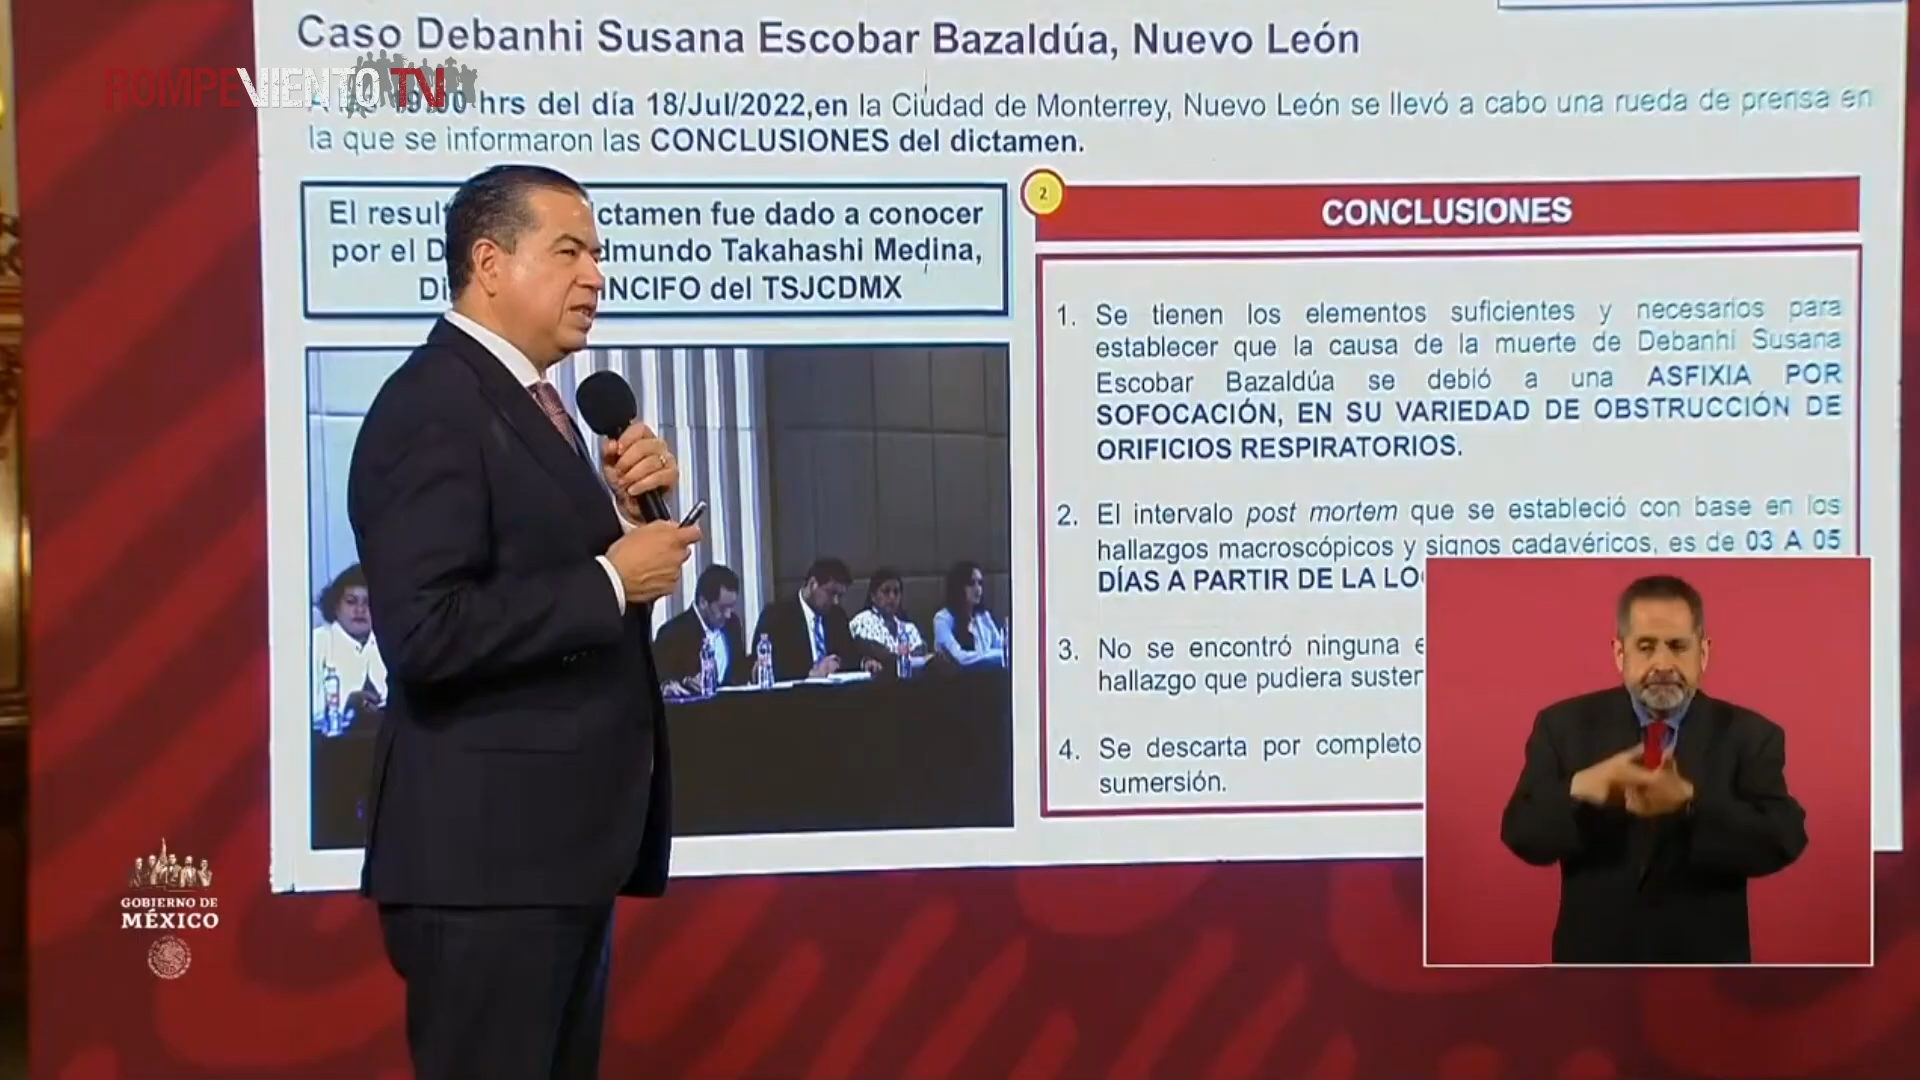 Caso Debanhi Susana Escobar Bazaldúa, Nuevo León
ROMPEVIENTO TV
hrs del día 18/Jul/2022,en la Ciudad de Monterrey, Nuevo León se llevó a cabo una rueda de prensa en
la que se informaron las CONCLUSIONES del dictamen.
El ctamen fue dado a conocer
por el dmundo Takahashi Medina,
INCIFO del TSJCDMX
2
CONCLUSIONES
1. Se tienen los elementos suficientes y necesarios para
establecer que la causa de la muerte de Debanhi Susana
Escobar Bazaldúa se debió a una ASFIXIA POR
SOFOCACIÓN, EN SU VARIEDAD DE OBSTRUCCIÓN DE
ORIFICIOS RESPIRATORIOS.
2. El intervalo post mortem que se estableció con base en los
hallazgos macroscópicos y signos cadavéricos, es de 03 A 05
DÍAS A PARTIR DE LA
3. No se encontró ninguna
hallazgo que pudiera
4. Se descarta por completo
sumersión.
GOBIERNO DE
MÉXICO